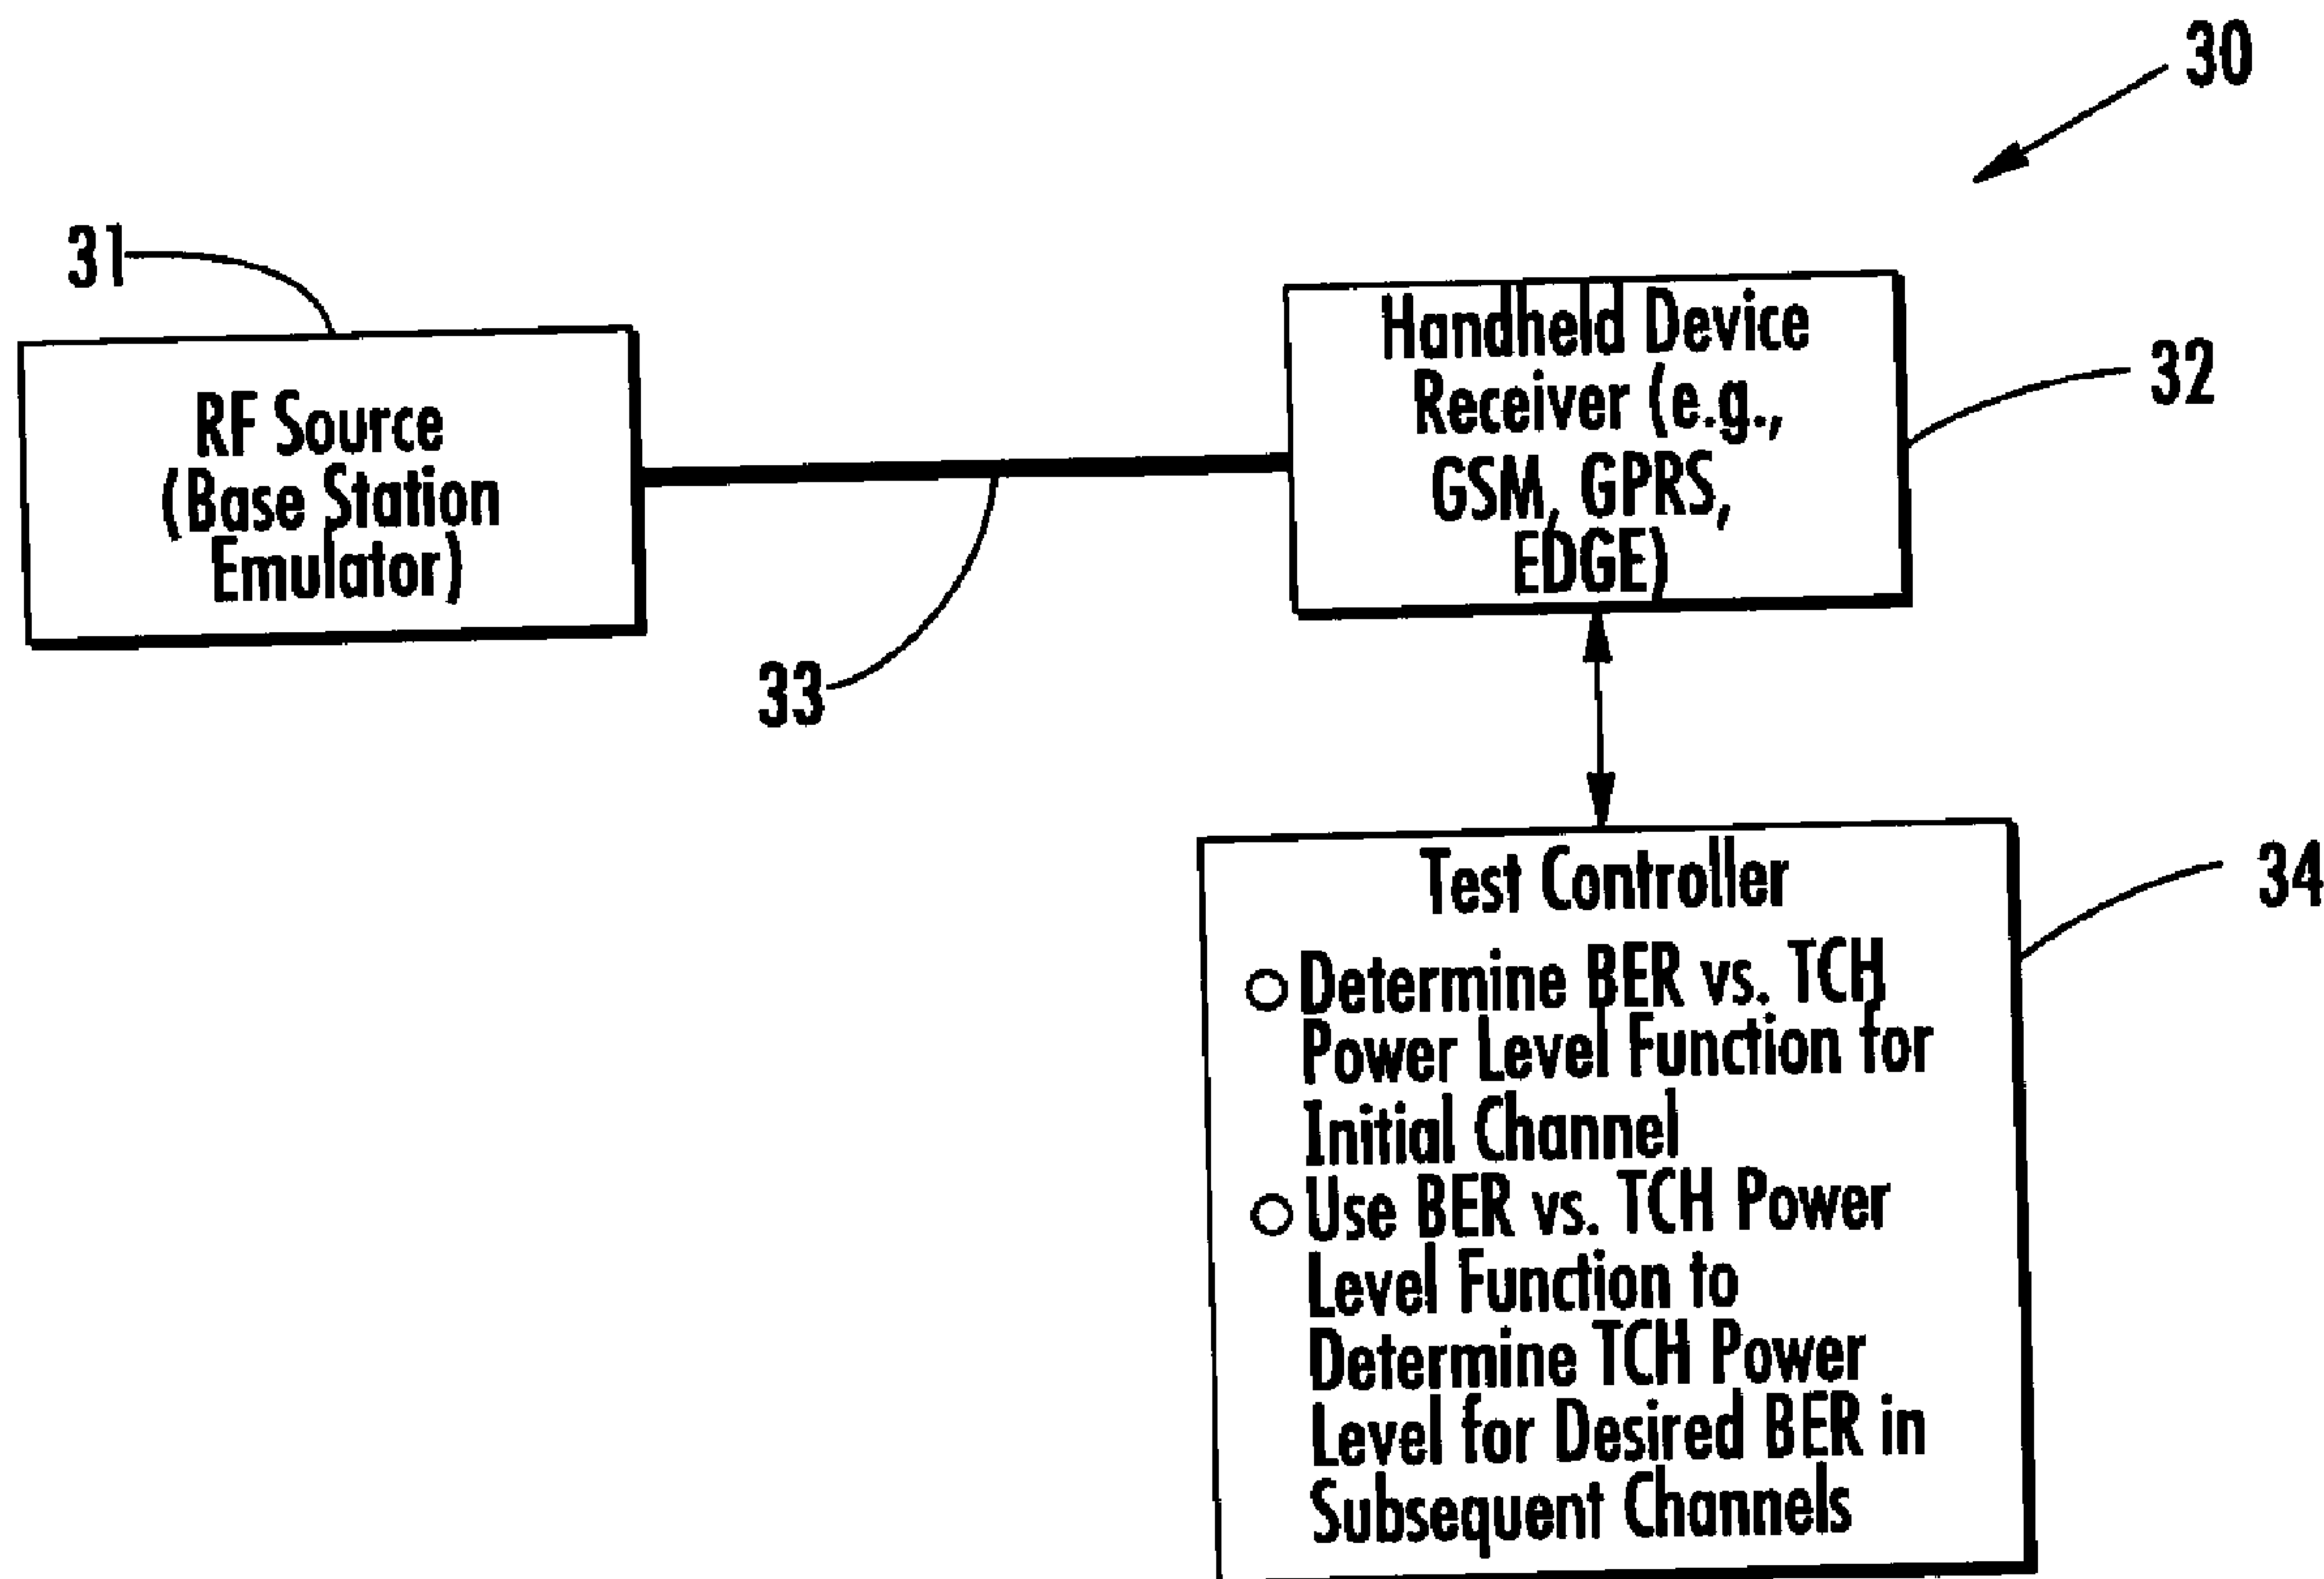 30
31
RF Source
(Base Station
Emulator)
Handheld Device
Receiver (e.g.,
GSM, GPRS,
EDGE)
32
33
Test Controller
34
Determine BER vs. TCH
Power Level Function for
Initial Channel
Use BER vs. TCH Power
Level Function to
Determine TCH Power
Level for Desired BER in
Subsequent Channels